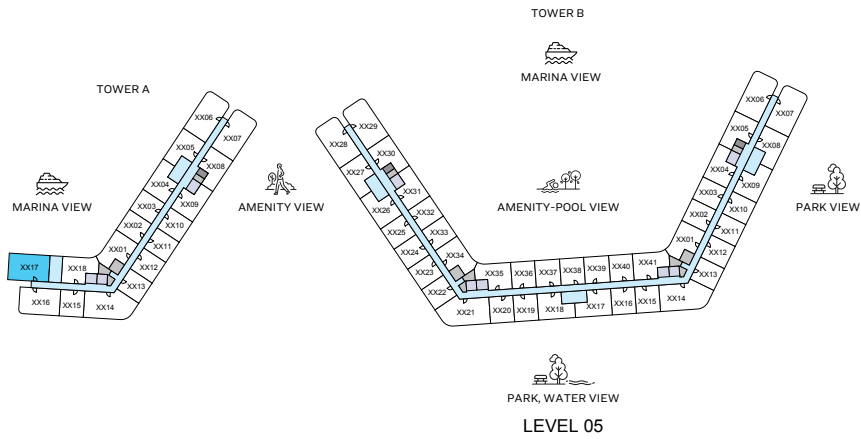 TOWER B
MARINA VIEW
TOWER A
MARINA VIEW
AMENITY VIEW
AMENITY-POOL VIEW
PARK VIEW
XX06
XX07
XX05
XX08
XX04
XX09
XX03
XX10
XX02
XX11
XX01
XX12
XX13
XX18
XX17
XX16
XX15
XX14
XX29
XX28
XX30
XX27
XX31
XX26
XX32
XX25
XX33
XX24
XX34
XX23
XX22
XX35
XX36
XX37
XX38
XX39
XX40
XX41
XX21
XX20
XX19
XX18
XX17
XX16
XX15
XX14
XX06
XX07
XX05
XX08
XX04
XX09
XX03
XX10
XX02
XX11
XX01
XX12
XX13
PARK, WATER VIEW
LEVEL 05